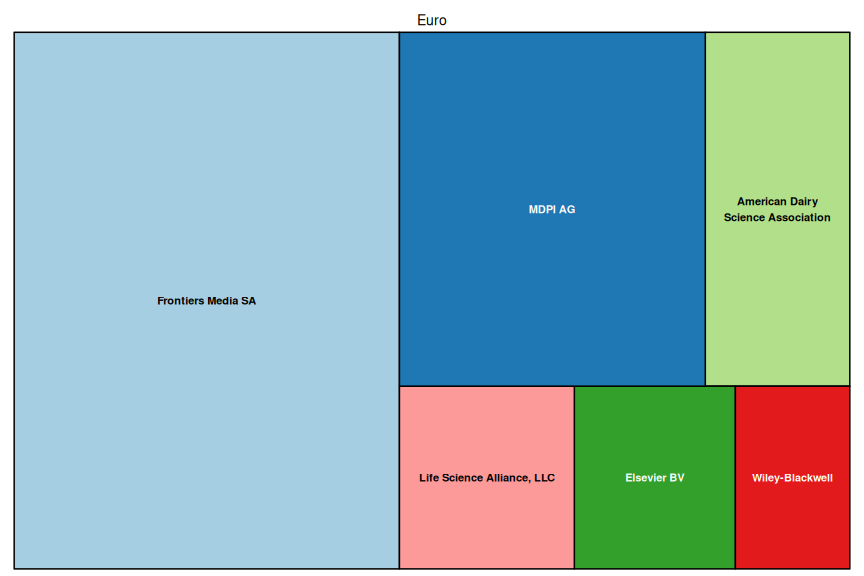 Euro
Frontiers Media SA
MDPI AG
American Dairy
Science Association
Life Science Alliance, LLC
Elsevier BV
Wiley-Blackwell